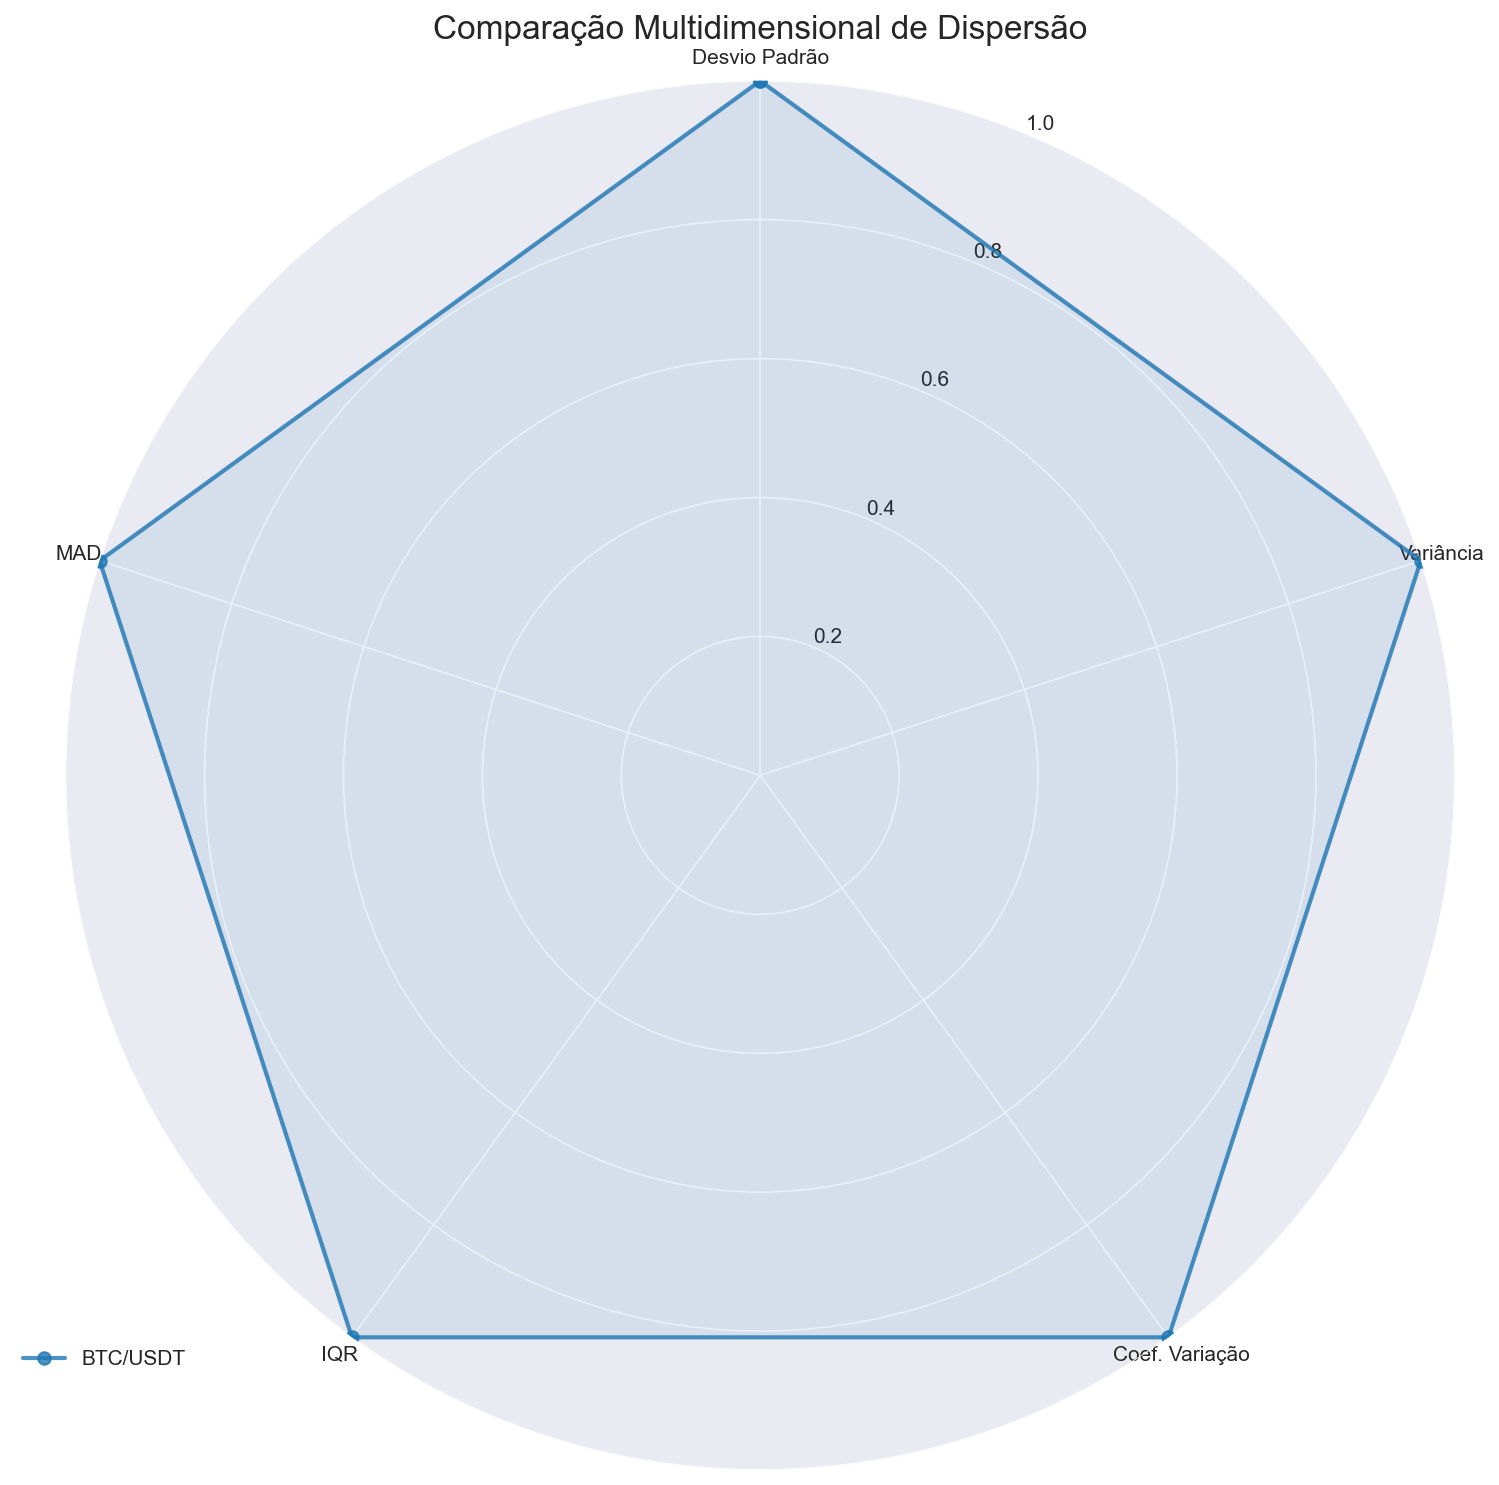 Comparação Multidimensional de Dispersão
Desvio Padrão
1.0
0.8
0.6
0.4
0.2
MAD
Variância
IQR
Coef. Variação
BTC/USDT